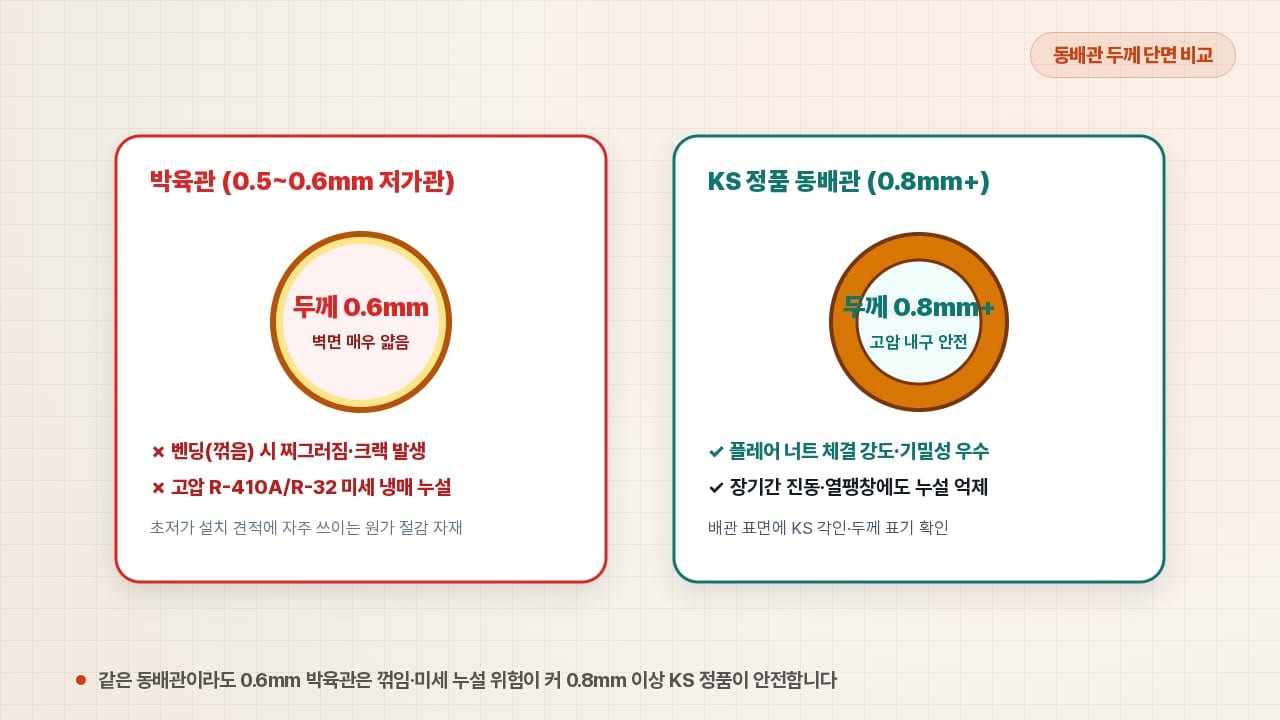 동배관 두께 단면 비교
박육관 (0.5~0.6mm 저가관)
두께 0.6mm
벽면 매우 얇음
× 벤딩(꺾음) 시 찌그러짐·크랙 발생
× 고압 R-410A/R-32 미세 냉매 누설
초저가 설치 견적에 자주 쓰이는 원가 절감 자재
KS 정품 동배관 (0.8mm+)
두께 0.8mm+
고압 내구 안전
✓ 플레어 너트 체결 강도·기밀성 우수
✓ 장기간 진동·열팽창에도 누설 억제
배관 표면에 KS 각인·두께 표기 확인
같은 동배관이라도 0.6mm 박육관은 꺾임·미세 누설 위험이 커 0.8mm 이상 KS 정품이 안전합니다